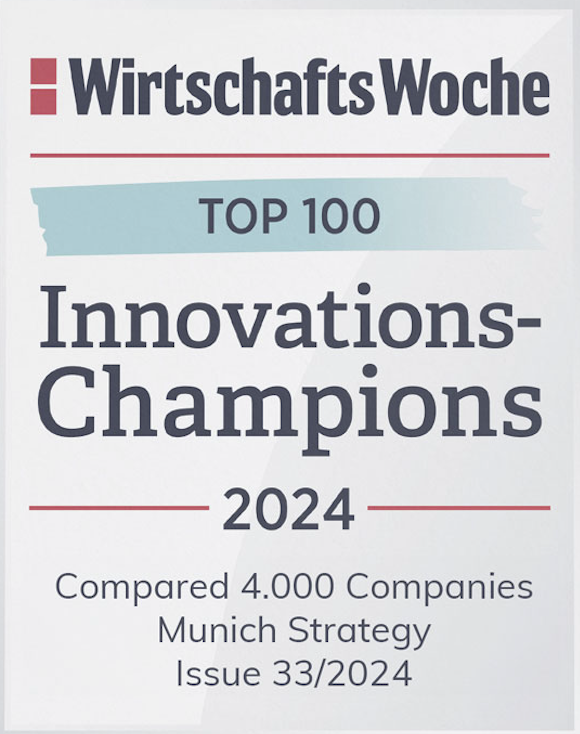 WirtschaftsWoche
TOP 100
Innovations-
Champions
2024
Compared 4.000 Companies
Munich Strategy
Issue 33/2024